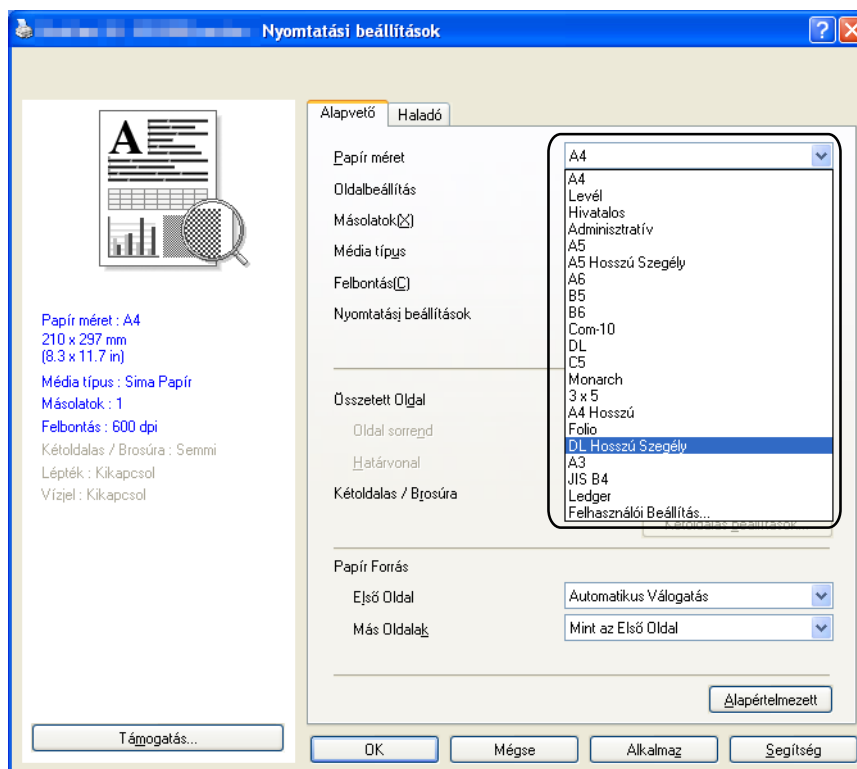 Nyomtatási beállítások
Alapvető
Haladó
A
Papír méret
A4
Oldalbeállítás
Másolatok(X)
Média típus
Felbontás(C)
Nyomtatási beállítások
A4
Levél
Hivatalos
Adminisztratív
A5
A5 Hosszú Szegély
A6
B5
B6
Com-10
DL
C5
Monarch
3 x 5
A4 Hosszú
Folio
DL Hosszú Szegély
A3
JIS B4
Ledger
Felhasználói Beállítás...
Papír méret : A4
210 x 297 mm
(8.3 x 11.7 in)
Média típus : Sima Papír
Másolatok : 1
Felbontás : 600 dpi
Kétoldalas / Brosúra : Semmi
Lépték : Kikapcsol
Vízjel : Kikapcsol
Összetett Oldal
Oldal sorrend
Határvonal
Kétoldalas / Brosúra
Kétoldalas beállítások...
Papír Forrás
Első Oldal
Automatikus Válogatás
Más Oldalak
Mint az Első Oldal
Alapértelmezett
Támogatás...
OK
Mégse
Alkalmaz
Segítség